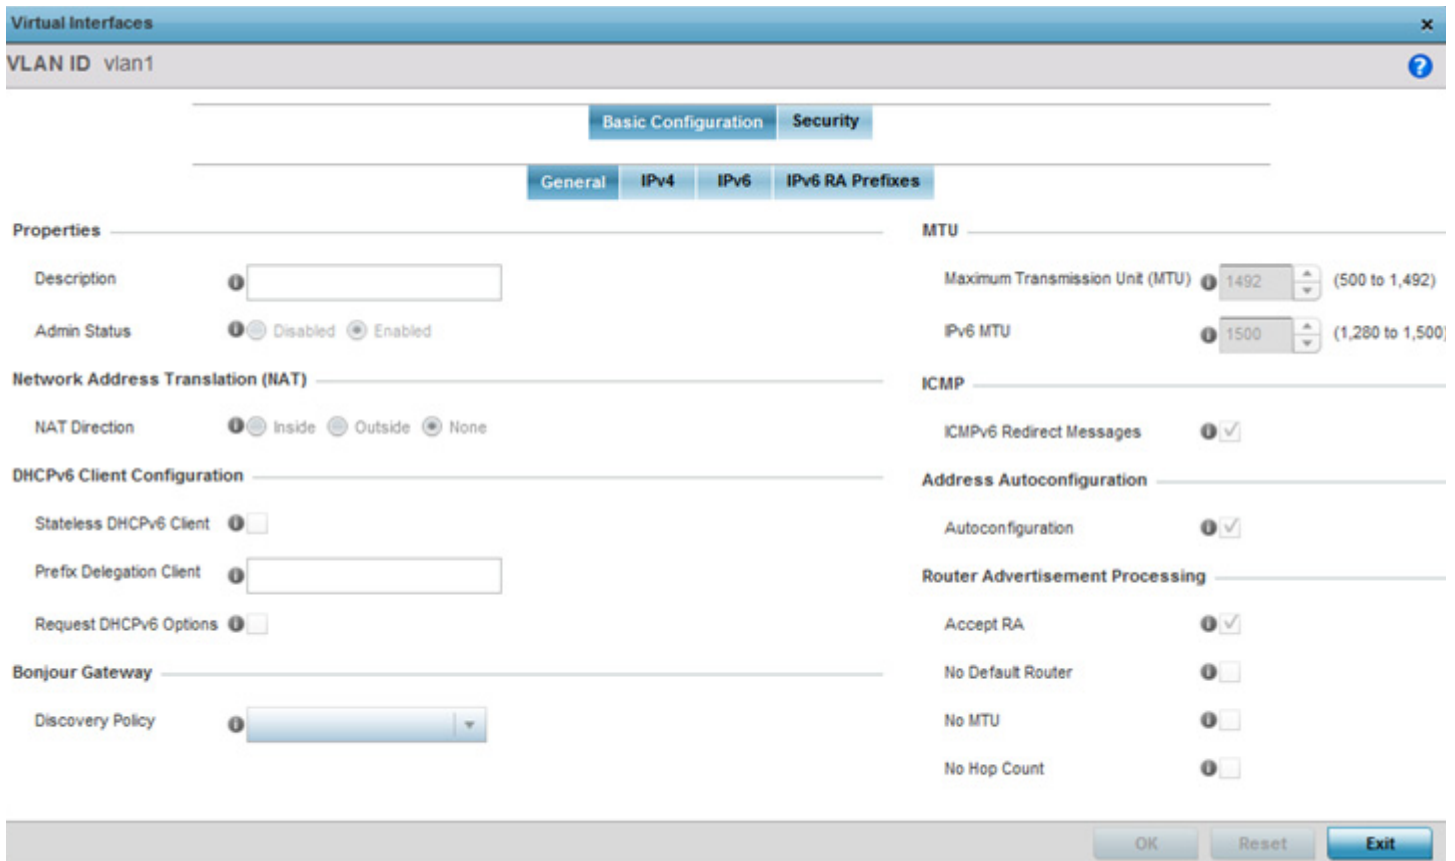 Virtual Interfaces
VLAN ID vlan1
Basic Configuration Security
General IPv4 IPv6 IPv6 RA Prefixes
Properties
Description
Admin Status Disabled Enabled
Network Address Translation (NAT)
NAT Direction Inside Outside None
DHCPv6 Client Configuration
Stateless DHCPv6 Client
Prefix Delegation Client
Request DHCPv6 Options
Bonjour Gateway
Discovery Policy
MTU
Maximum Transmission Unit (MTU) 1492 (500 to 1,492)
IPv6 MTU 1500 (1,280 to 1,500)
ICMP
ICMPv6 Redirect Messages
Address Autoconfiguration
Autoconfiguration
Router Advertisement Processing
Accept RA
No Default Router
No MTU
No Hop Count
OK Reset Exit